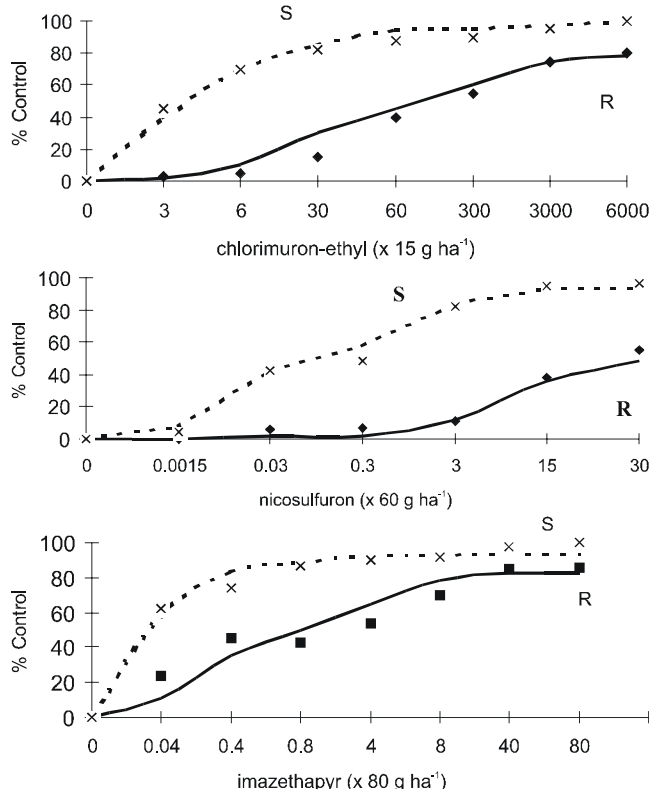 S
100
80
60
40
20
0
% Control
R
0 3 6 30 60 300 3000 6000
chlorimuron-ethyl (x 15 g ha⁻¹)
100
80
60
40
20
0
% Control
S
R
0 0.0015 0.03 0.3 3 15 30
nicosulfuron (x 60 g ha⁻¹)
S
100
80
60
40
20
0
% Control
R
0 0.04 0.4 0.8 4 8 40 80
imazethapyr (x 80 g ha⁻¹)